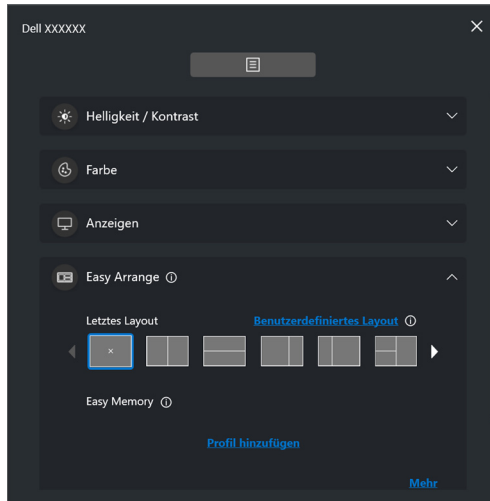 Dell XXXXXX
Helligkeit / Kontrast
Farbe
Anzeigen
Easy Arrange
Letztes Layout Benutzerdefiniertes Layout
Easy Memory
Profil hinzufügen
Mehr